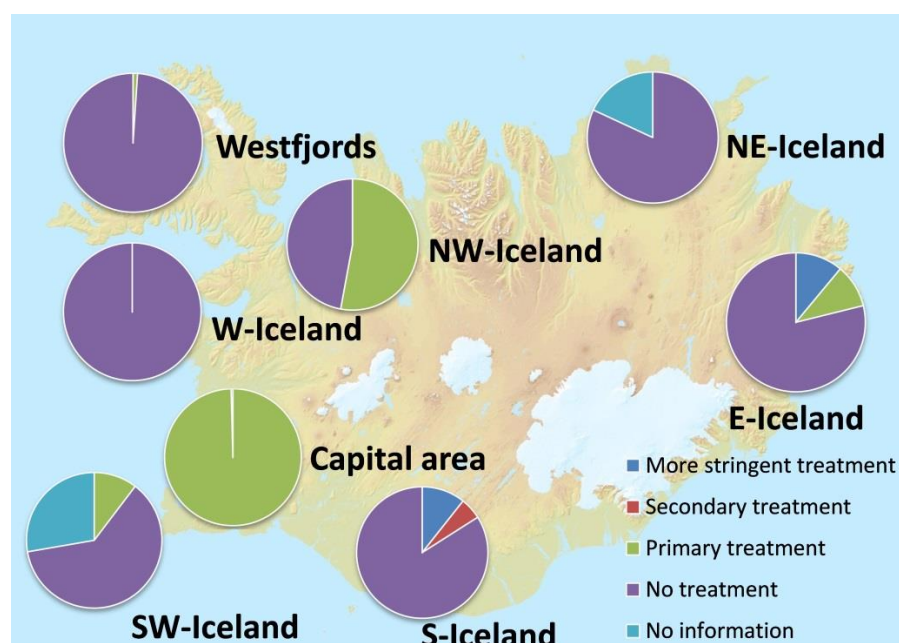 Westfjords
NE-Iceland
NW-Iceland
W-Iceland
E-Iceland
Capital area
SW-Iceland
S-Iceland
More stringent treatment
Secondary treatment
Primary treatment
No treatment
No information